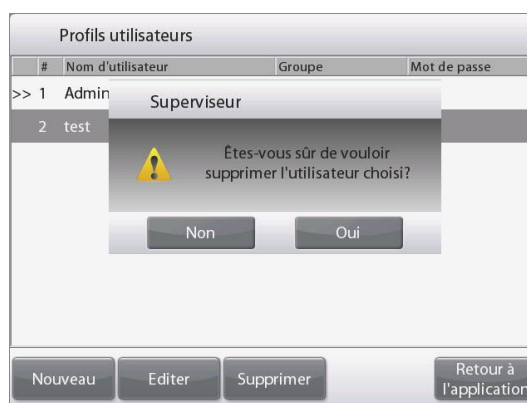 Profils utilisateurs
# Nom d'utilisateur Groupe Mot de passe
>> 1 Admin
2 test
Superviseur
Êtes-vous sûr de vouloir
supprimer l'utilisateur choisi?
Non Oui
Nouveau Editer Supprimer Retour à
l'application